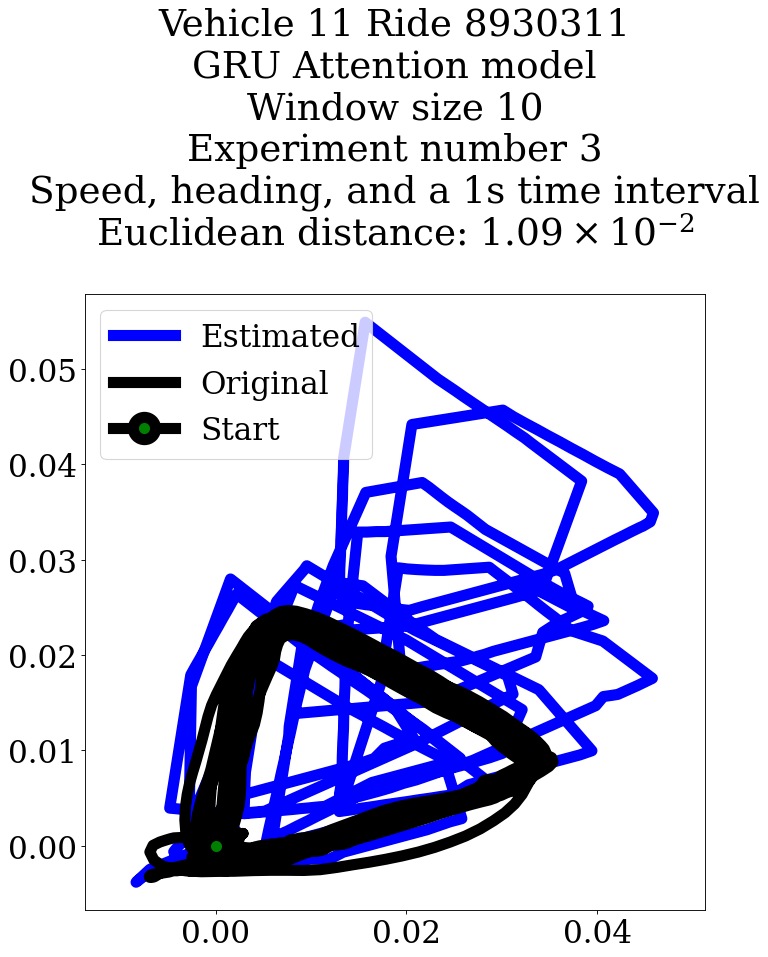 Vehicle 11 Ride 8930311
GRU Attention model
Window size 10
Experiment number 3
Speed, heading, and a 1s time interval
Euclidean distance: 1.09 × 10⁻²
Estimated
Original
Start
0.05
0.04
0.03
0.02
0.01
0.00
0.00 0.02 0.04